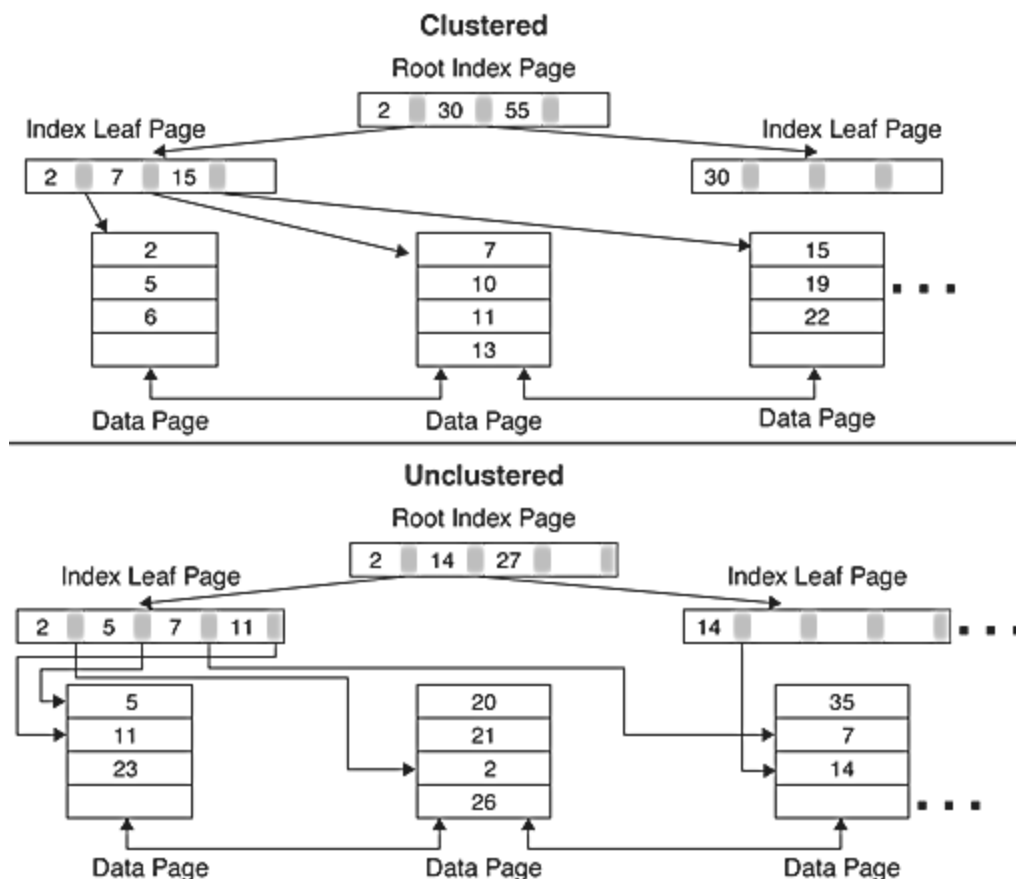 Clustered
Root Index Page
2 30 55
Index Leaf Page
Index Leaf Page
2 7 15
30
2
5
6
7
10
11
13
15
19
22
Data Page
Data Page
Data Page
Unclustered
Root Index Page
2 14 27
Index Leaf Page
Index Leaf Page
2 5 7 11
14
5
11
23
20
21
2
26
35
7
14
Data Page
Data Page
Data Page